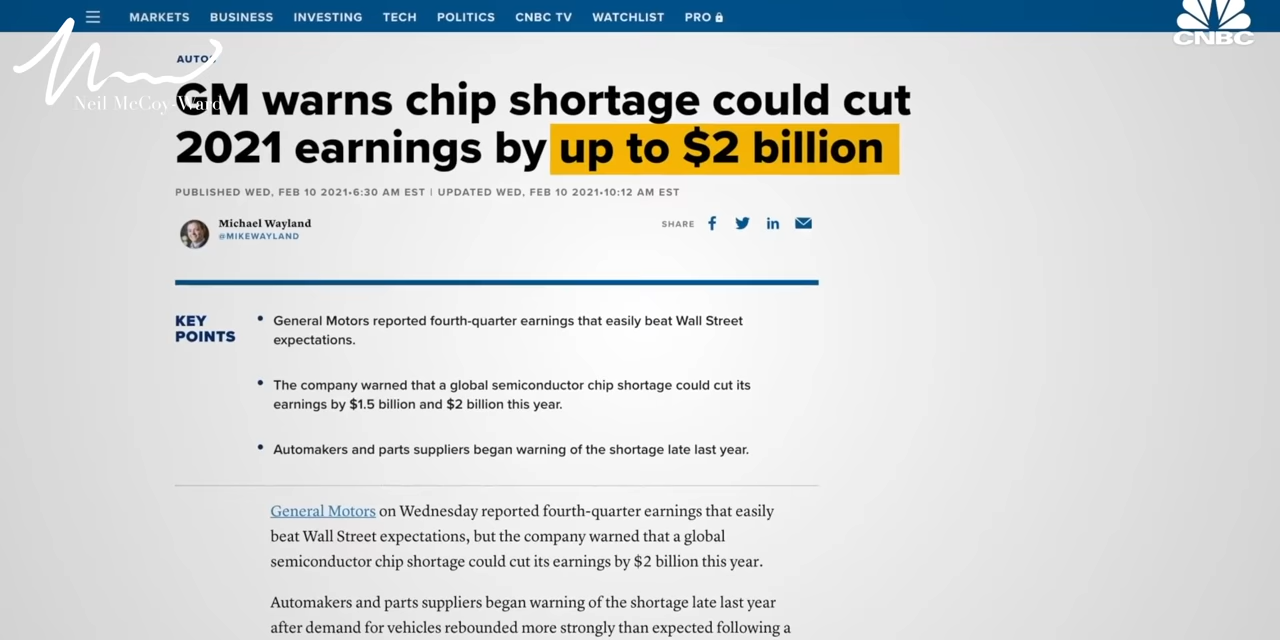 MARKETS BUSINESS INVESTING TECH POLITICS CNBC TV WATCHLIST PRO
CNBC
AUTOS
Neil McCoy-Ward
GM warns chip shortage could cut
2021 earnings by up to $2 billion
PUBLISHED WED, FEB 10 2021•6:30 AM EST | UPDATED WED, FEB 10 2021•10:12 AM EST
Michael Wayland
@MIKEWAYLAND
SHARE
KEY
POINTS
• General Motors reported fourth-quarter earnings that easily beat Wall Street
expectations.
• The company warned that a global semiconductor chip shortage could cut its
earnings by $1.5 billion and $2 billion this year.
• Automakers and parts suppliers began warning of the shortage late last year.
General Motors on Wednesday reported fourth-quarter earnings that easily
beat Wall Street expectations, but the company warned that a global
semiconductor chip shortage could cut its earnings by $2 billion this year.
Automakers and parts suppliers began warning of the shortage late last year
after demand for vehicles rebounded more strongly than expected following a